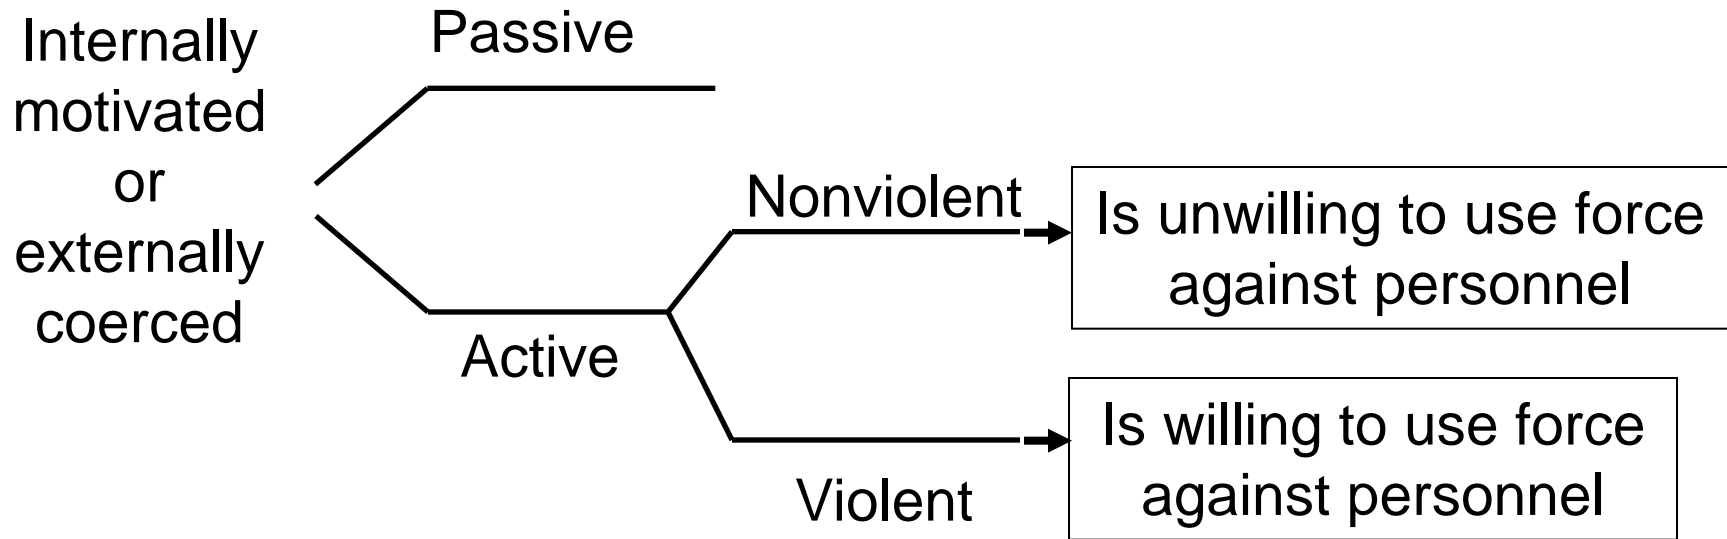 Internally
motivated
or
externally
coerced
Passive
Active
Nonviolent
Is unwilling to use force
against personnel
Violent
Is willing to use force
against personnel